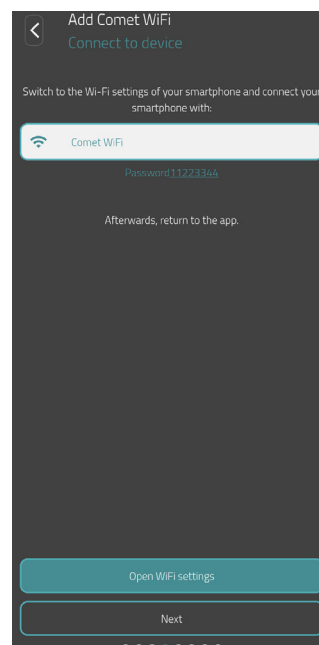 Add Comet WiFi
Connect to device
Switch to the Wi-Fi settings of your smartphone and connect your
smartphone with:
Comet WiFi
Password11223344
Afterwards, return to the app.
Open WiFi settings
Next